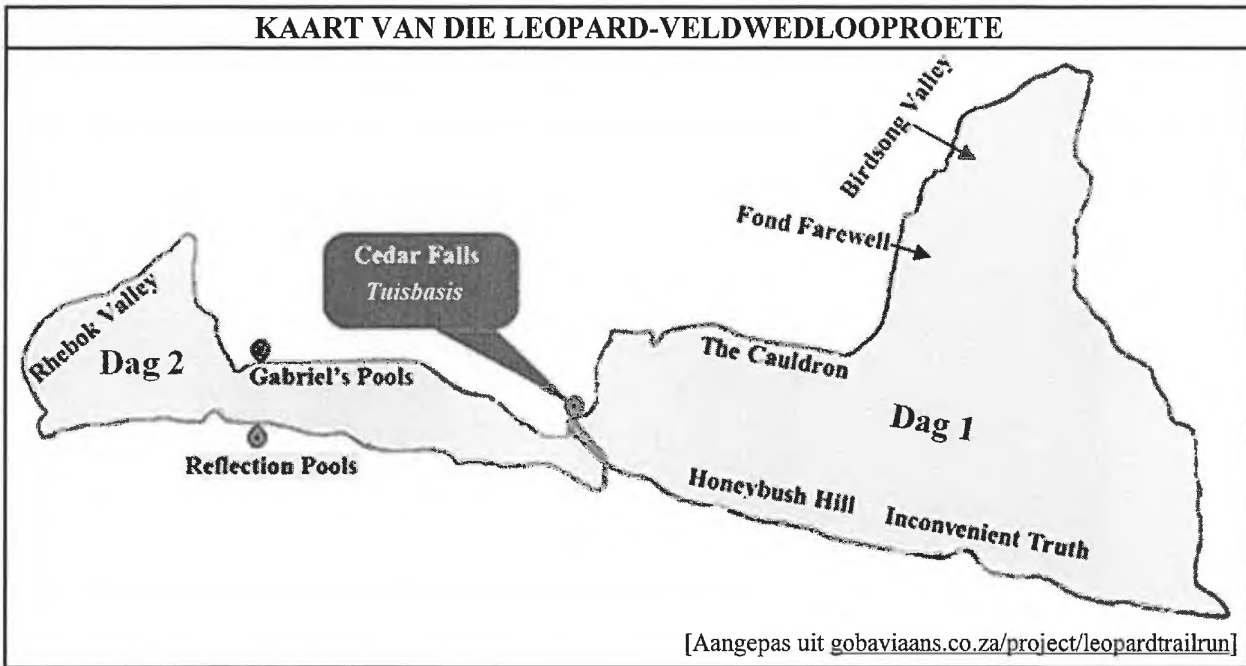 KAART VAN DIE LEOPARD-VELDWEDLOOPROETE
Birdsong Valley
Fond Farewell
Cedar Falls
Tuisbasis
Rhebok Valley
Dag 2
Gabriel's Pools
The Cauldron
Dag 1
Reflection Pools
Honeybush Hill
Inconvenient Truth
[Aangepas uit gobaviaans.co.za/project/leopardtrailrun]